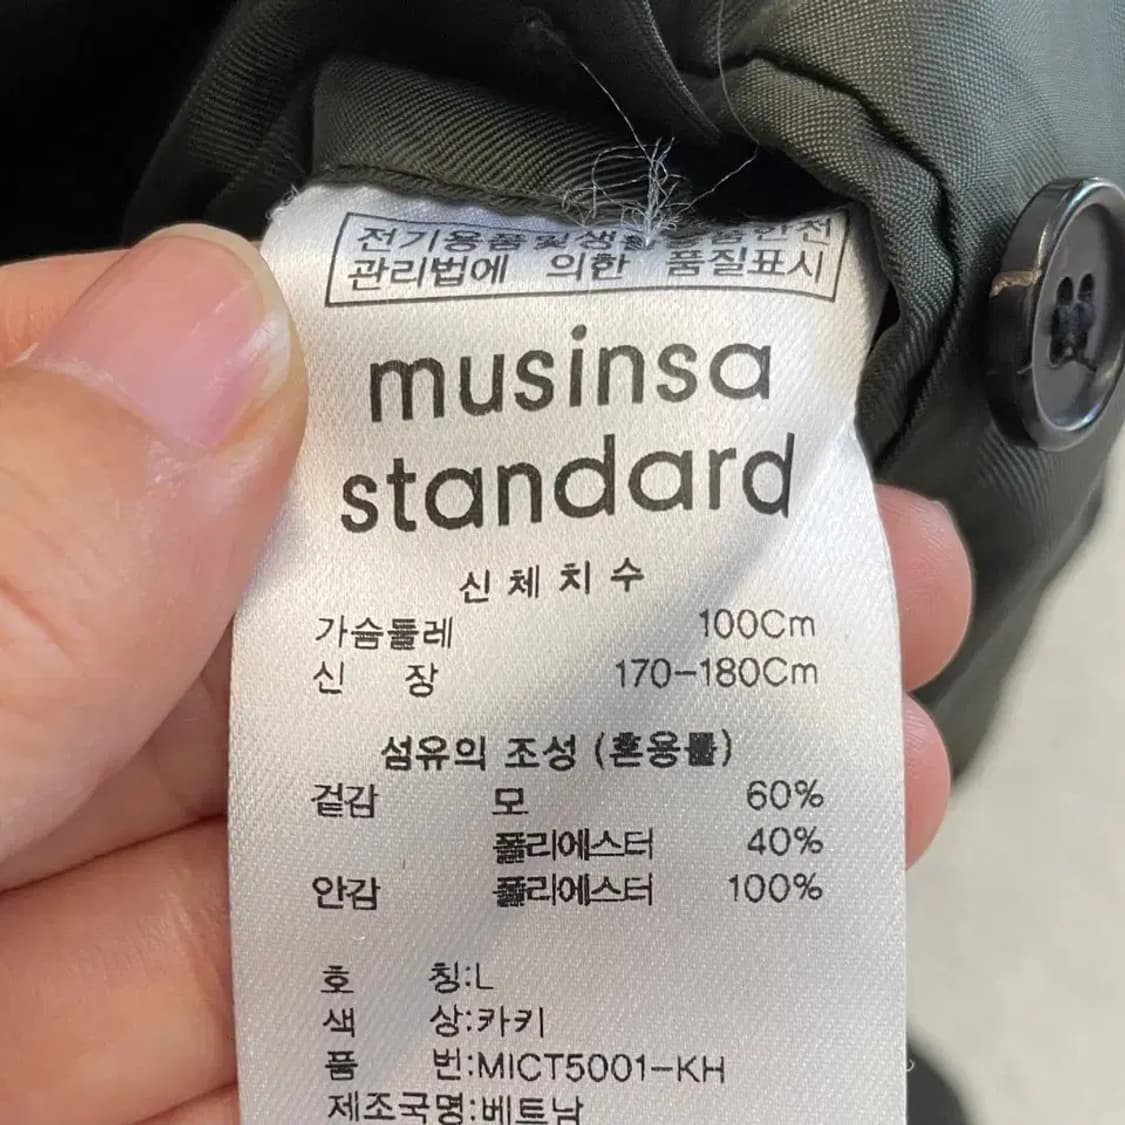 전기용품및생활용품안전
관리법에 의한 품질표시
musinsa
standard
신체치수
가슴둘레 100Cm
신 장 170-180Cm
섬유의 조성 (혼용률)
겉감 모 60%
폴리에스터 40%
안감 폴리에스터 100%
호 칭:L
색 상:카키
품 번:MICT5001-KH
제조국명:베트남